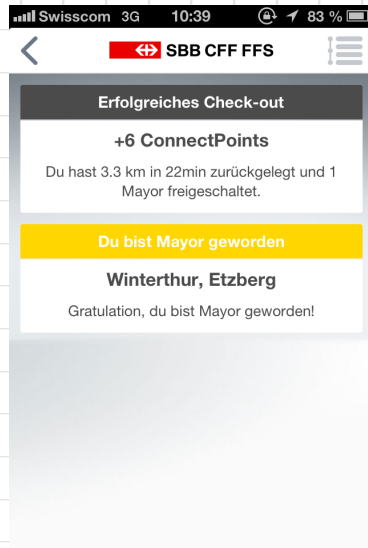 Swisscom 3G 10:39 83 %
SBB CFF FFS
Erfolgreiches Check-out
+6 ConnectPoints
Du hast 3.3 km in 22min zurückgelegt und 1
Mayor freigeschaltet.
Du bist Mayor geworden
Winterthur, Etzberg
Gratulation, du bist Mayor geworden!